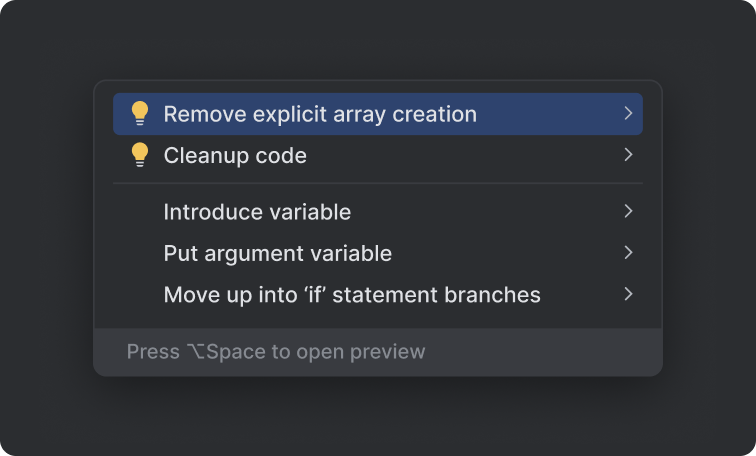 Remove explicit array creation
Cleanup code
Introduce variable
Put argument variable
Move up into ‘if’ statement branches
Press ⌥Space to open preview